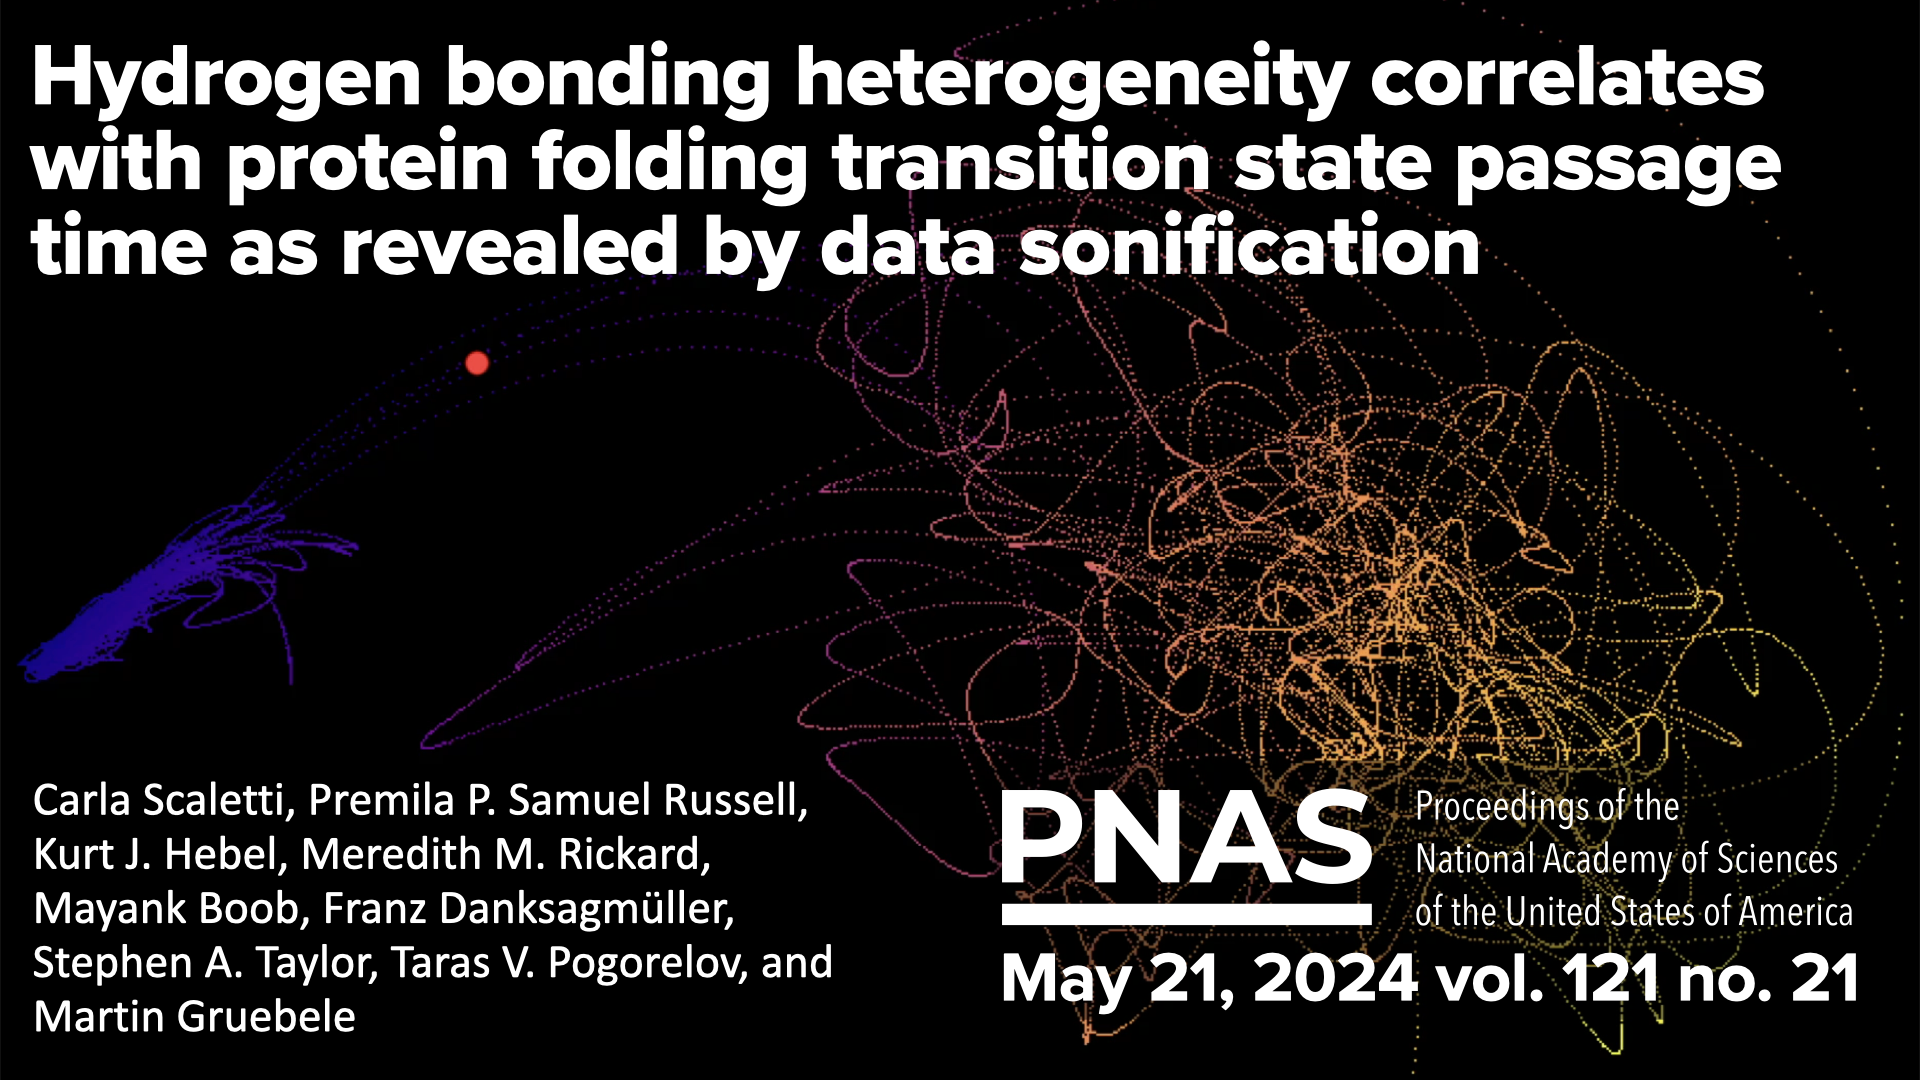 Hydrogen bonding heterogeneity correlates
with protein folding transition state passage
time as revealed by data sonification
Carla Scaletti, Premila P. Samuel Russell,
Kurt J. Hebel, Meredith M. Rickard,
Mayank Boob, Franz Danksagmüller,
Stephen A. Taylor, Taras V. Pogorelov, and
Martin Gruebele
PNAS
Proceedings of the
National Academy of Sciences
of the United States of America
May 21, 2024 vol. 121 no. 21